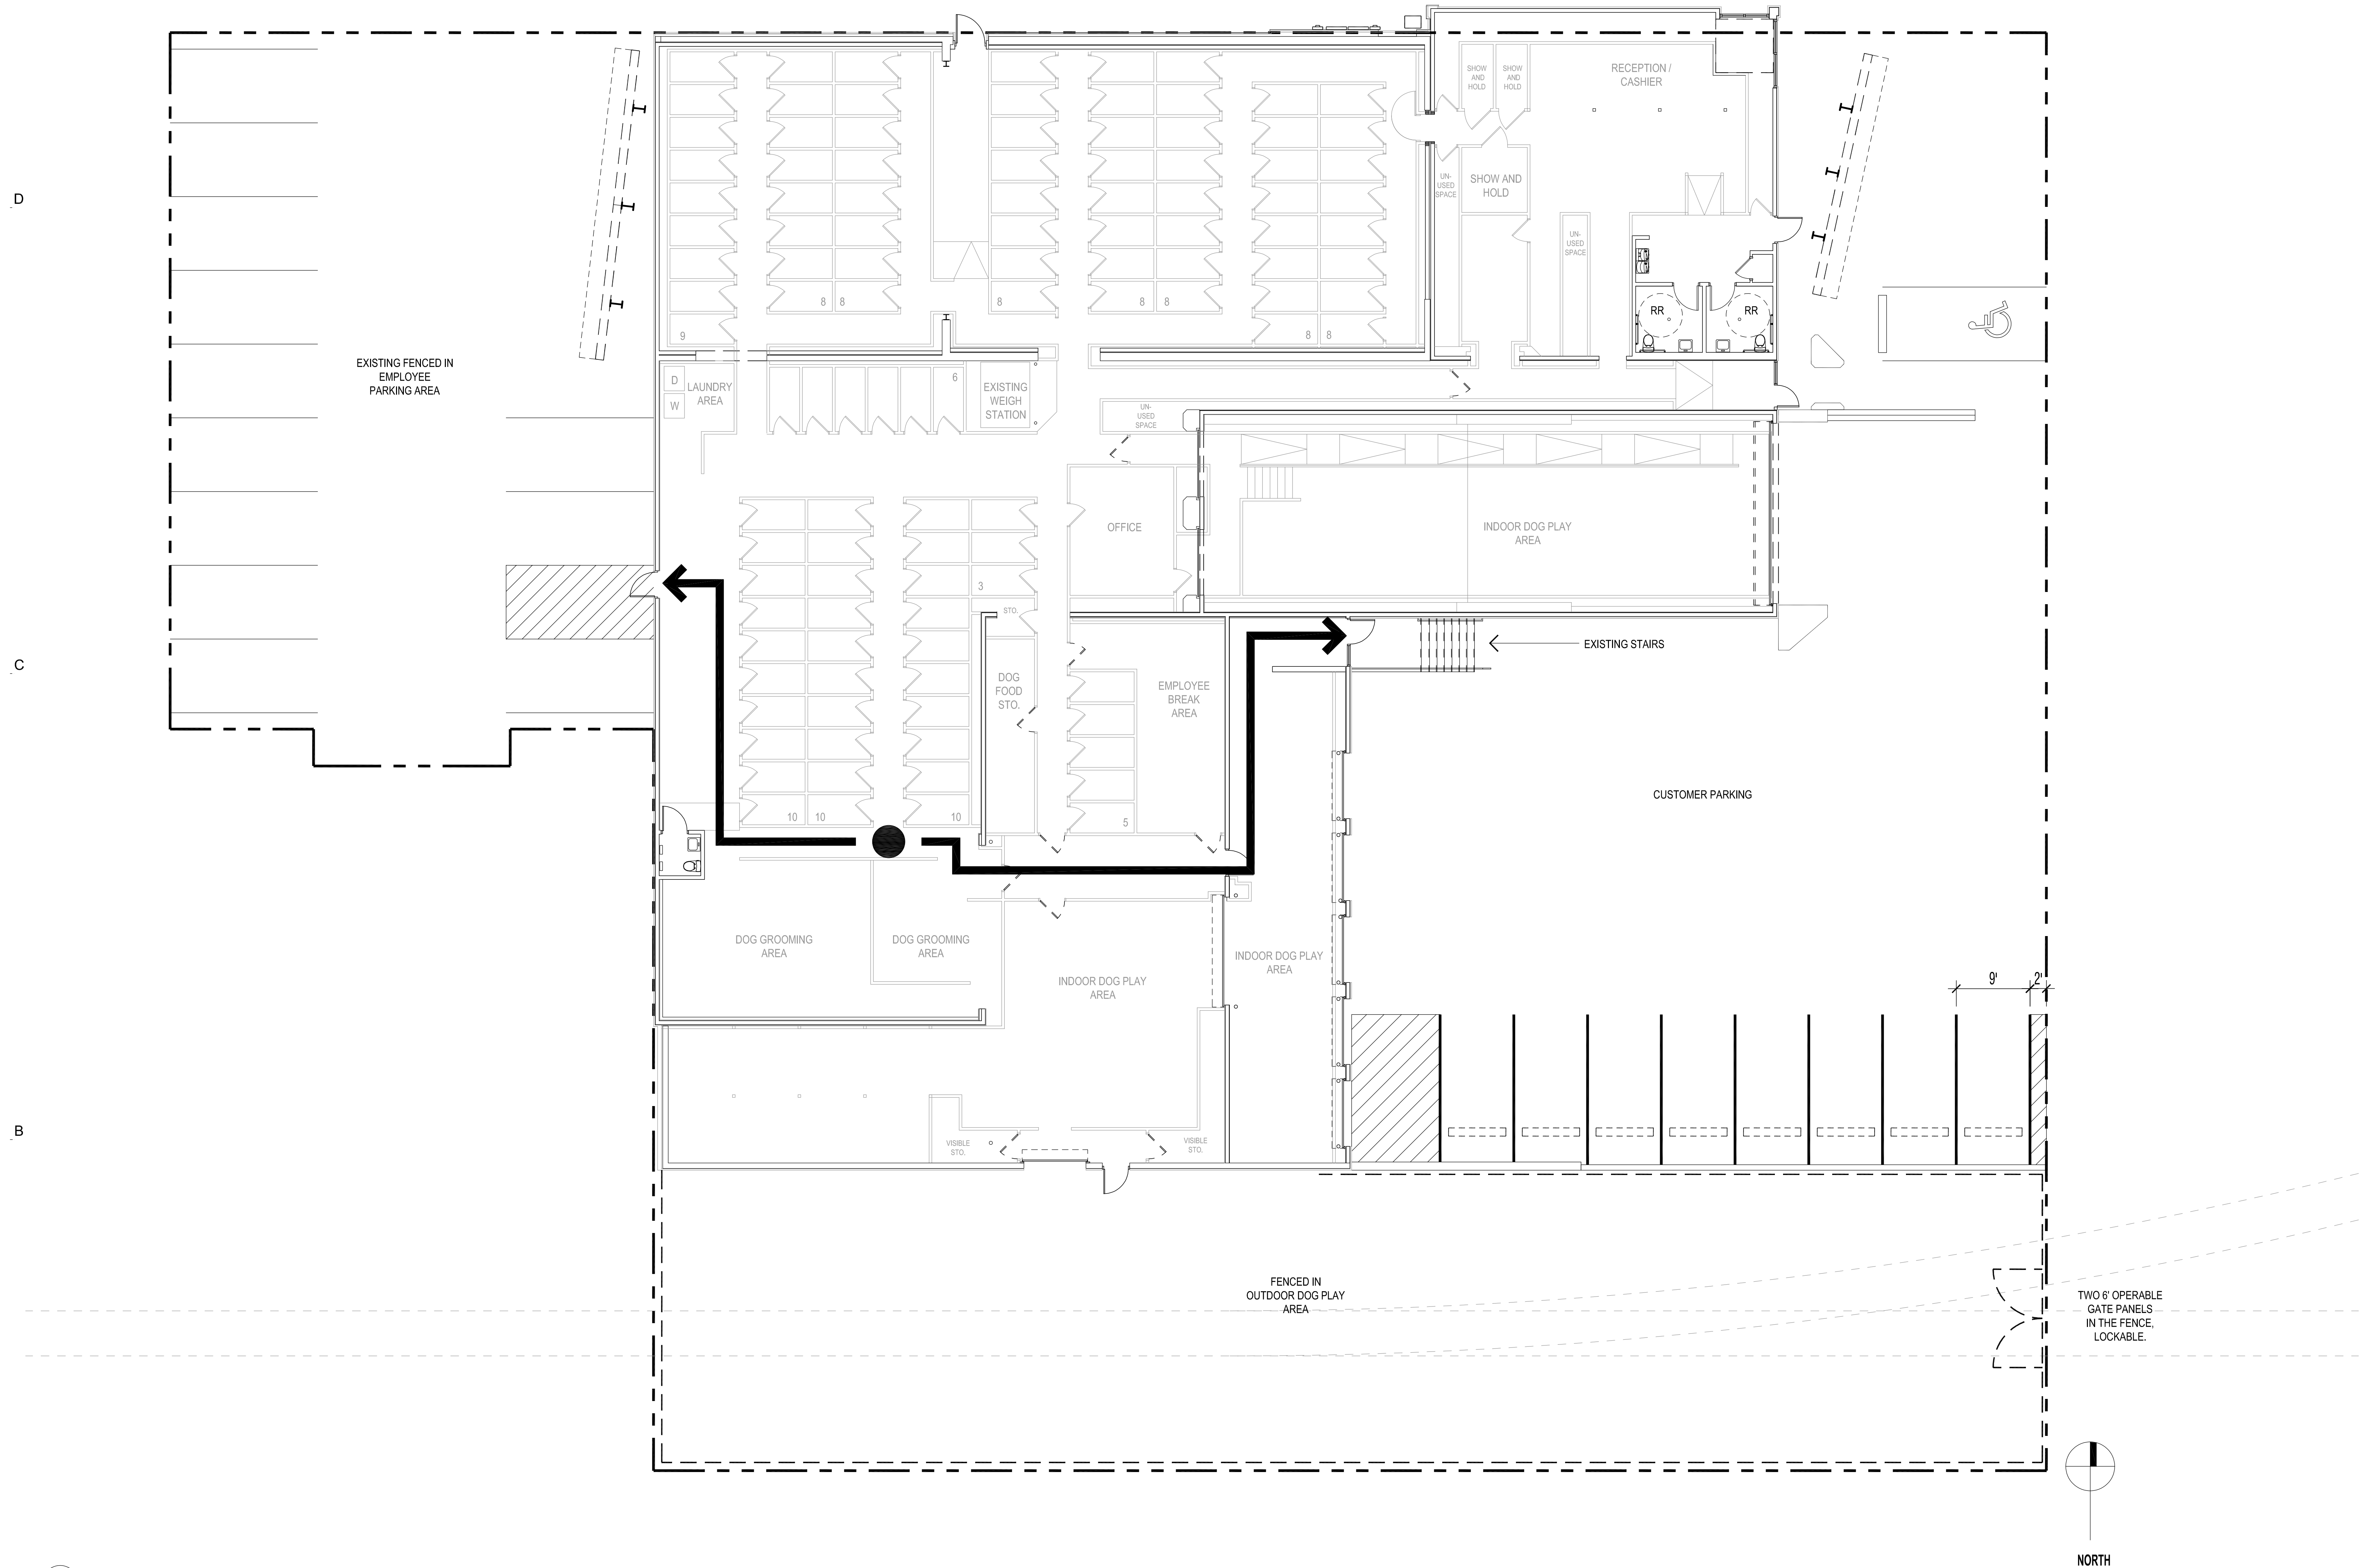 D
C
B
EXISTING FENCED IN
EMPLOYEE
PARKING AREA
SHOW
AND
HOLD
SHOW
AND
HOLD
RECEPTION /
CASHIER
UN-
USED
SPACE
SHOW AND
HOLD
UN-
USED
SPACE
RR
RR
8
8
8
8
8
8
8
9
D
W
LAUNDRY
AREA
6
EXISTING
WEIGH
STATION
UN-
USED
SPACE
OFFICE
INDOOR DOG PLAY
AREA
3
STO.
EXISTING STAIRS
DOG
FOOD
STO.
EMPLOYEE
BREAK
AREA
CUSTOMER PARKING
10
10
10
5
DOG GROOMING
AREA
DOG GROOMING
AREA
INDOOR DOG PLAY
AREA
INDOOR DOG PLAY
AREA
9'
2'
VISIBLE
STO.
VISIBLE
STO.
FENCED IN
OUTDOOR DOG PLAY
AREA
TWO 6' OPERABLE
GATE PANELS
IN THE FENCE,
LOCKABLE.
NORTH